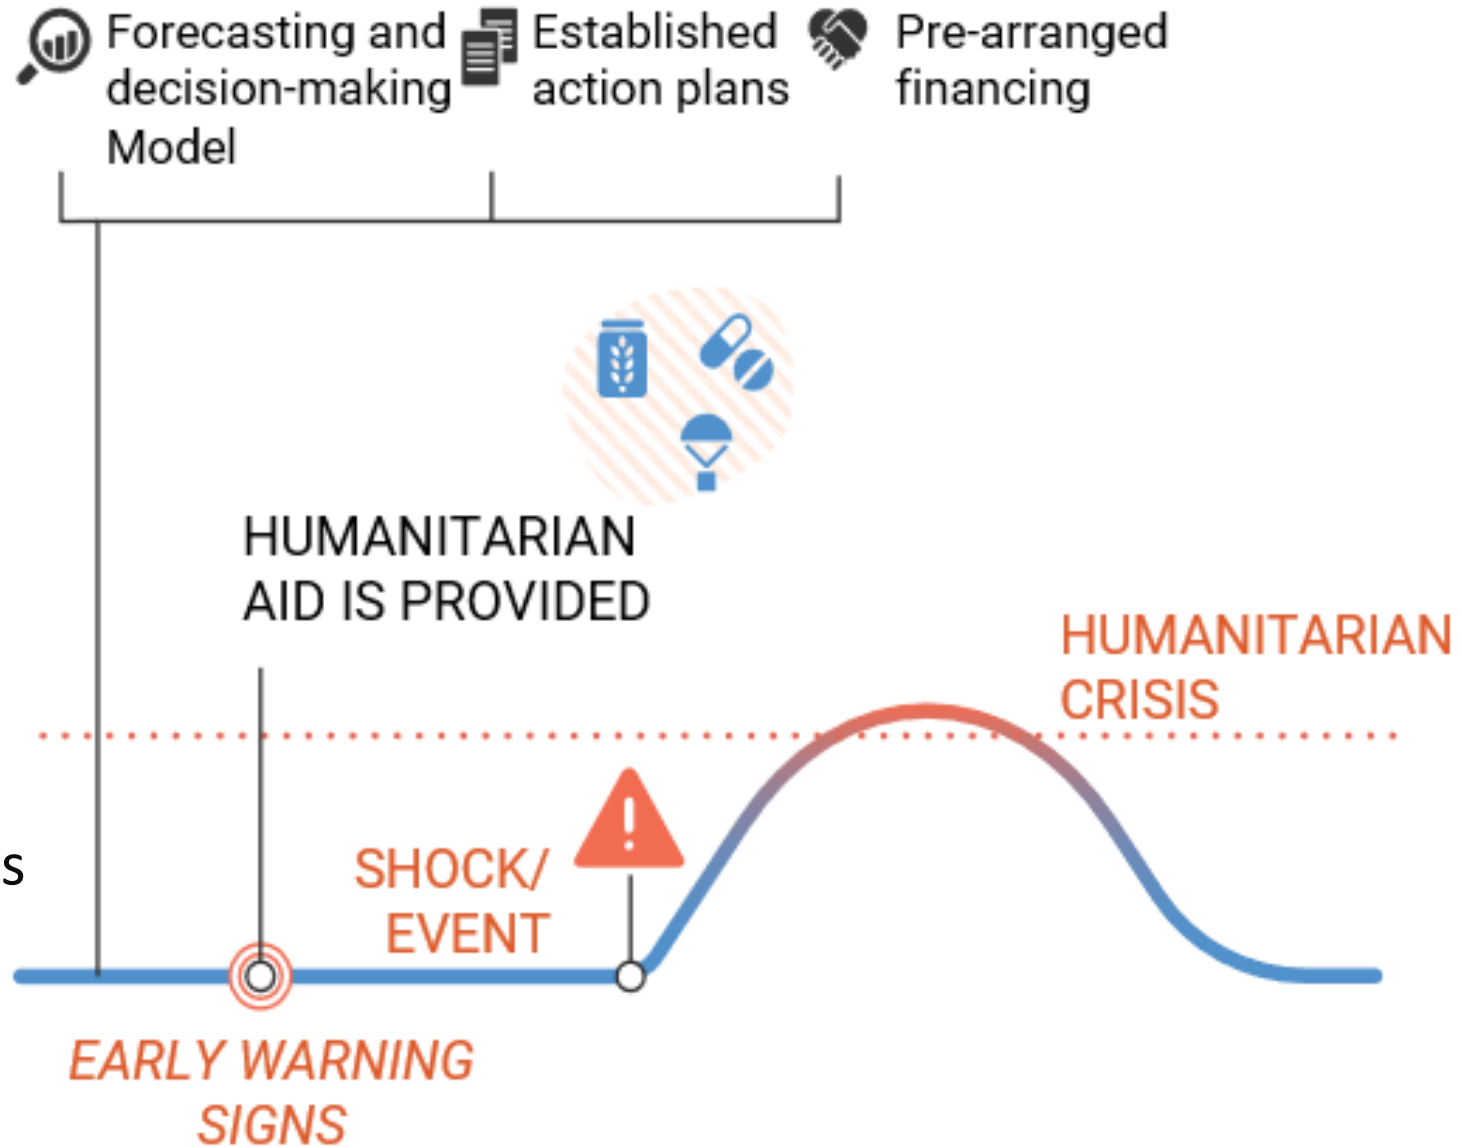 Forecasting and
decision-making
Model
Established
action plans
Pre-arranged
financing
HUMANITARIAN
AID IS PROVIDED
HUMANITARIAN
CRISIS
SHOCK/
EVENT
s
EARLY WARNING
SIGNS